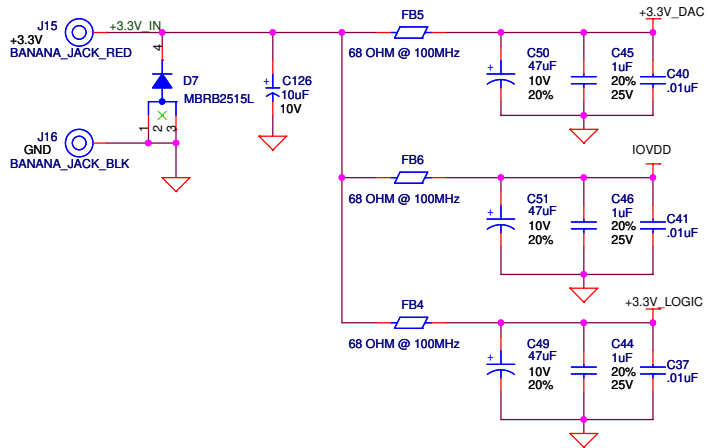 J15
+3.3V
BANANA_JACK_RED
+3.3V_IN
4
D7
MBRB2515L
1
2
3
J16
GND
BANANA_JACK_BLK
+
C126
10uF
10V
FB5
68 OHM @ 100MHz
+3.3V_DAC
+
C50
47uF
10V
20%
C45
1uF
20%
25V
C40
.01uF
FB6
68 OHM @ 100MHz
IOVDD
+
C51
47uF
10V
20%
C46
1uF
20%
25V
C41
.01uF
FB4
68 OHM @ 100MHz
+3.3V_LOGIC
+
C49
47uF
10V
20%
C44
1uF
20%
25V
C37
.01uF